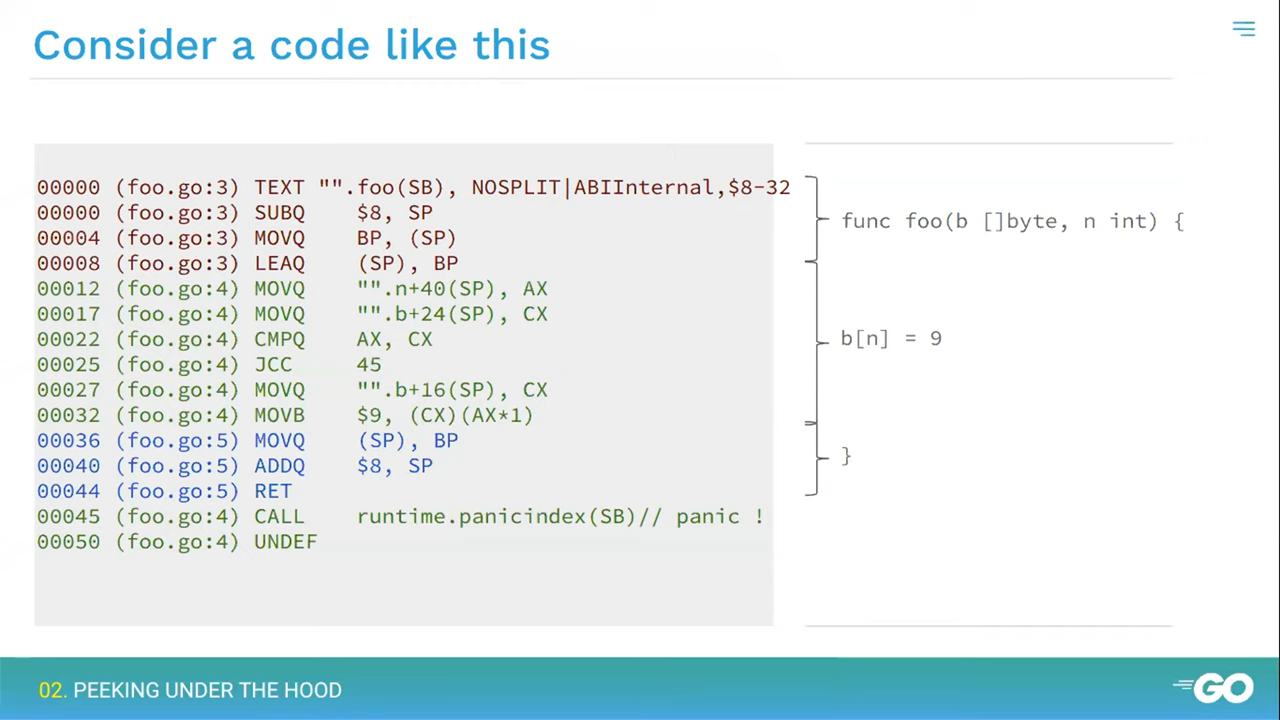 Consider a code like this
00000 (foo.go:3) TEXT "".foo(SB), NOSPLIT|ABIInternal,$8-32
00000 (foo.go:3) SUBQ $8, SP
00004 (foo.go:3) MOVQ BP, (SP)
00008 (foo.go:3) LEAQ (SP), BP
00012 (foo.go:4) MOVQ "".n+40(SP), AX
00017 (foo.go:4) MOVQ "".b+24(SP), CX
00022 (foo.go:4) CMPQ AX, CX
00025 (foo.go:4) JCC 45
00027 (foo.go:4) MOVQ "".b+16(SP), CX
00032 (foo.go:4) MOVB $9, (CX)(AX*1)
00036 (foo.go:5) MOVQ (SP), BP
00040 (foo.go:5) ADDQ $8, SP
00044 (foo.go:5) RET
00045 (foo.go:4) CALL runtime.panicindex(SB)// panic !
00050 (foo.go:4) UNDEF
func foo(b []byte, n int) {
b[n] = 9
}
02. PEEKING UNDER THE HOOD
GO